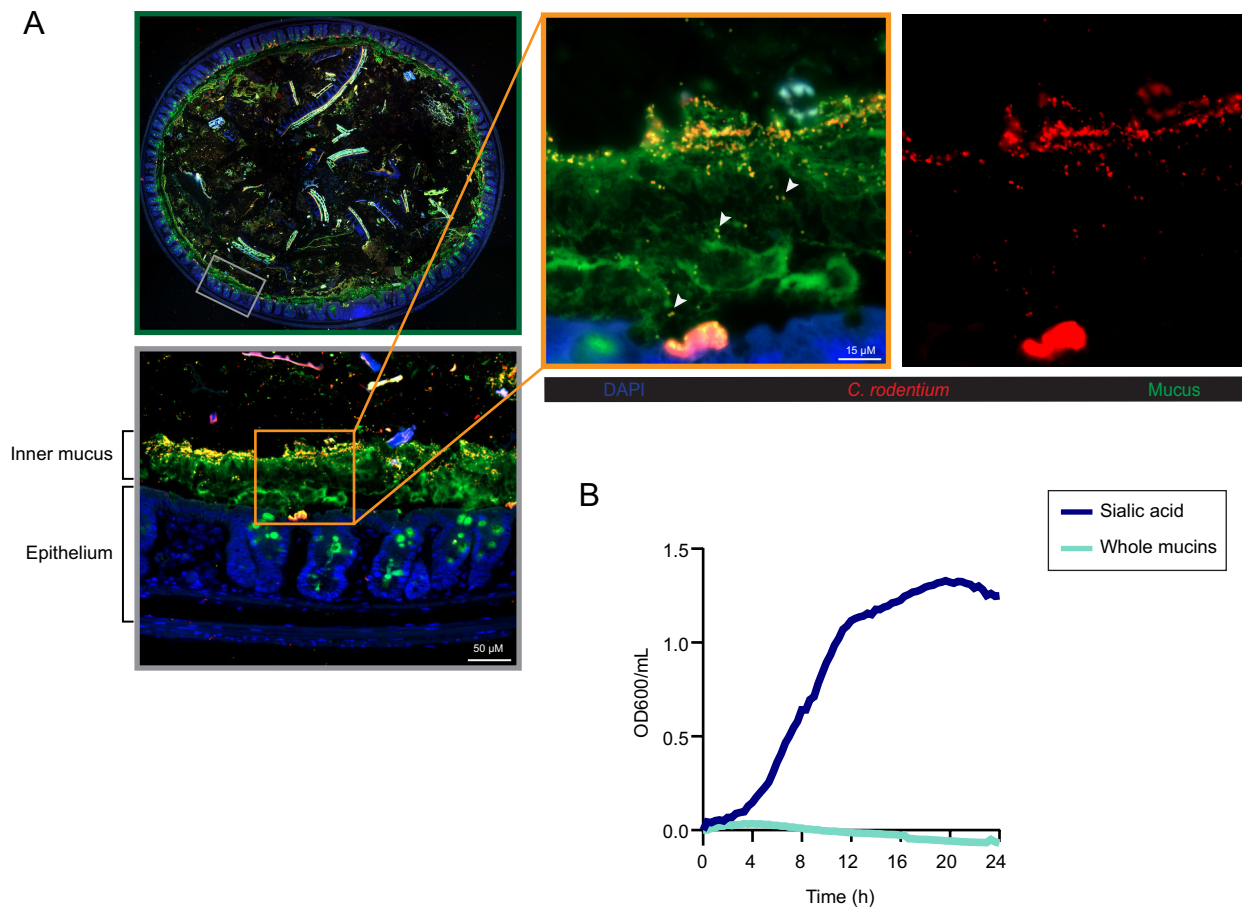 A
15 µM
DAPI C. rodentium Mucus
Inner mucus
Epithelium
50 µM
B
Sialic acid
Whole mucins
1.5
1.0
0.5
0.0
OD600/mL
0 4 8 12 16 20 24
Time (h)